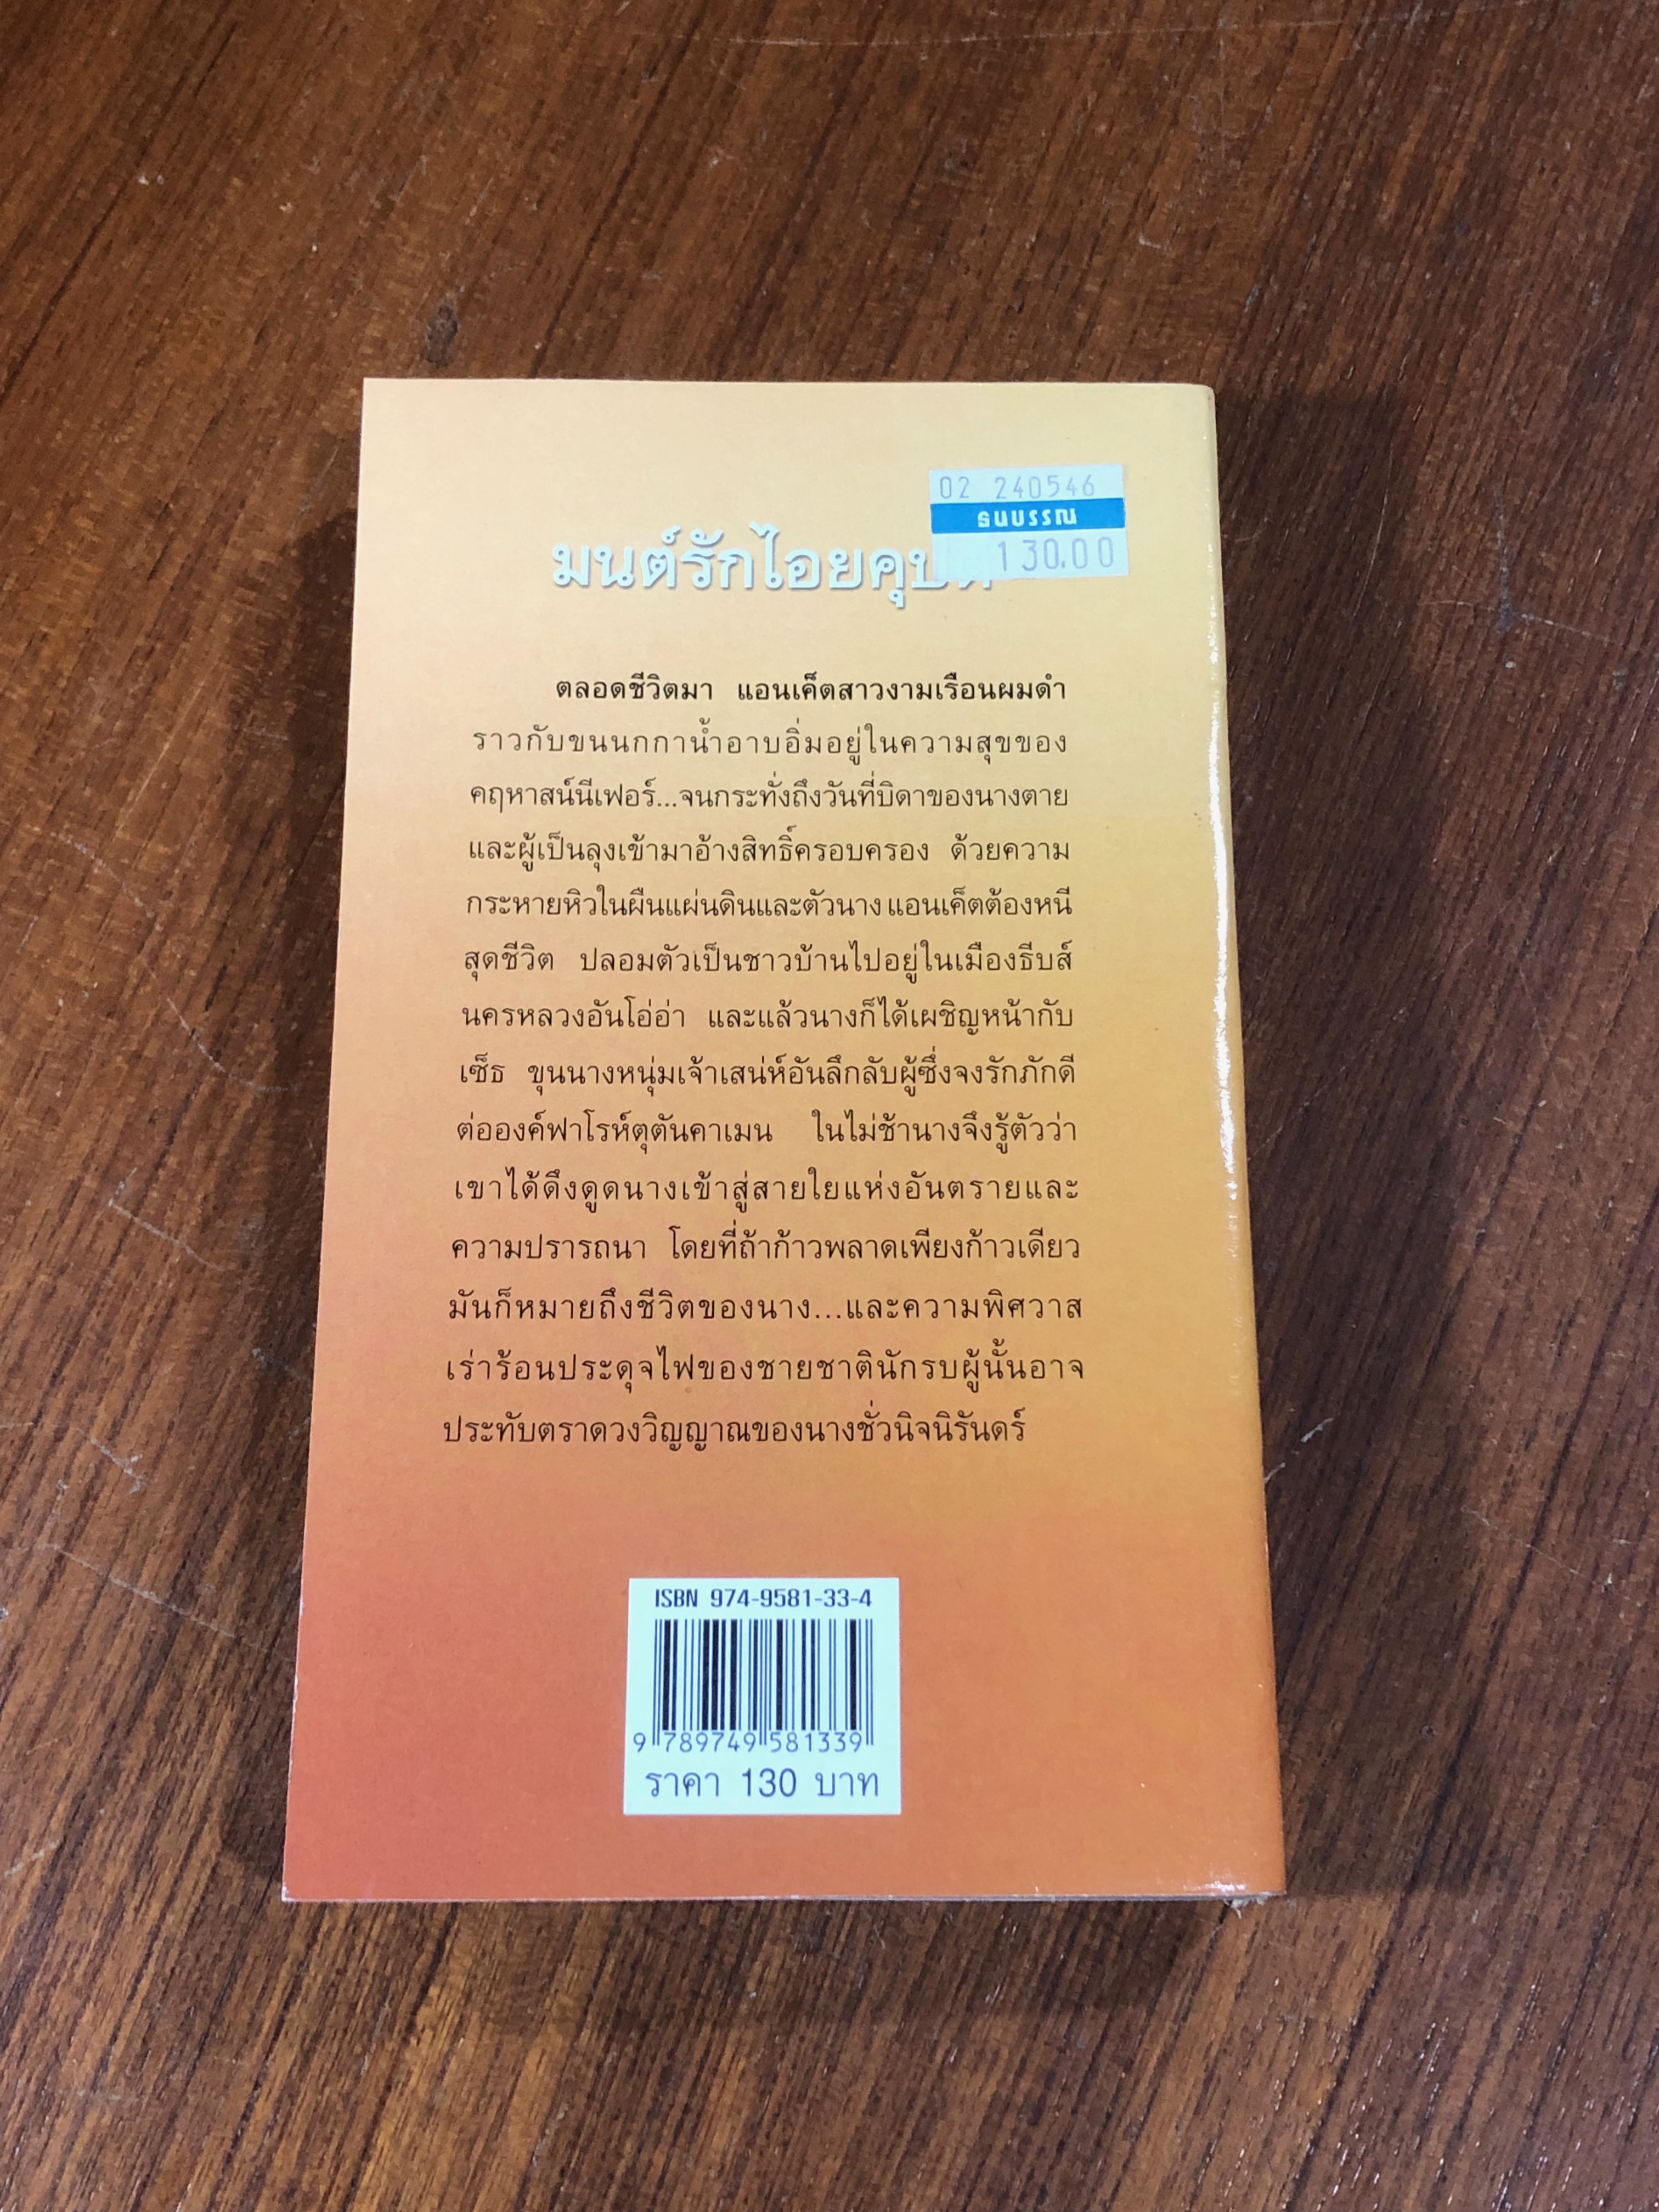 02 240546
ธนบรรณ
130.00
มนต์รักไอยคุปต์
ตลอดชีวิตมา แอนเค็ตสาวงามเรือนผมดำ
ราวกับขนนกกาน้ำอาบอิ่มอยู่ในความสุขของ
คฤหาสน์นีเฟอร์...จนกระทั่งถึงวันที่บิดาของนางตาย
และผู้เป็นลุงเข้ามาอ้างสิทธิ์ครอบครอง ด้วยความ
กระหายหิวในผืนแผ่นดินและตัวนาง แอนเค็ตต้องหนี
สุดชีวิต ปลอมตัวเป็นชาวบ้านไปอยู่ในเมืองธีบส์
นครหลวงอันโอ่อ่า และแล้วนางก็ได้เผชิญหน้ากับ
เซ็ธ ขุนนางหนุ่มเจ้าเสน่ห์อันลึกลับผู้ซึ่งจงรักภักดี
ต่อองค์ฟาโรห์ตุตันคาเมน ในไม่ช้านางจึงรู้ตัวว่า
เขาได้ดึงดูดนางเข้าสู่สายใยแห่งอันตรายและ
ความปรารถนา โดยที่ถ้าก้าวพลาดเพียงก้าวเดียว
มันก็หมายถึงชีวิตของนาง...และความพิศวาส
เร่าร้อนประดุจไฟของชายชาตินักรบผู้นั้นอาจ
ประทับตราดวงวิญญาณของนางชั่วนิจนิรันดร์
ISBN 974-9581-33-4
9 789749 581339
ราคา 130 บาท